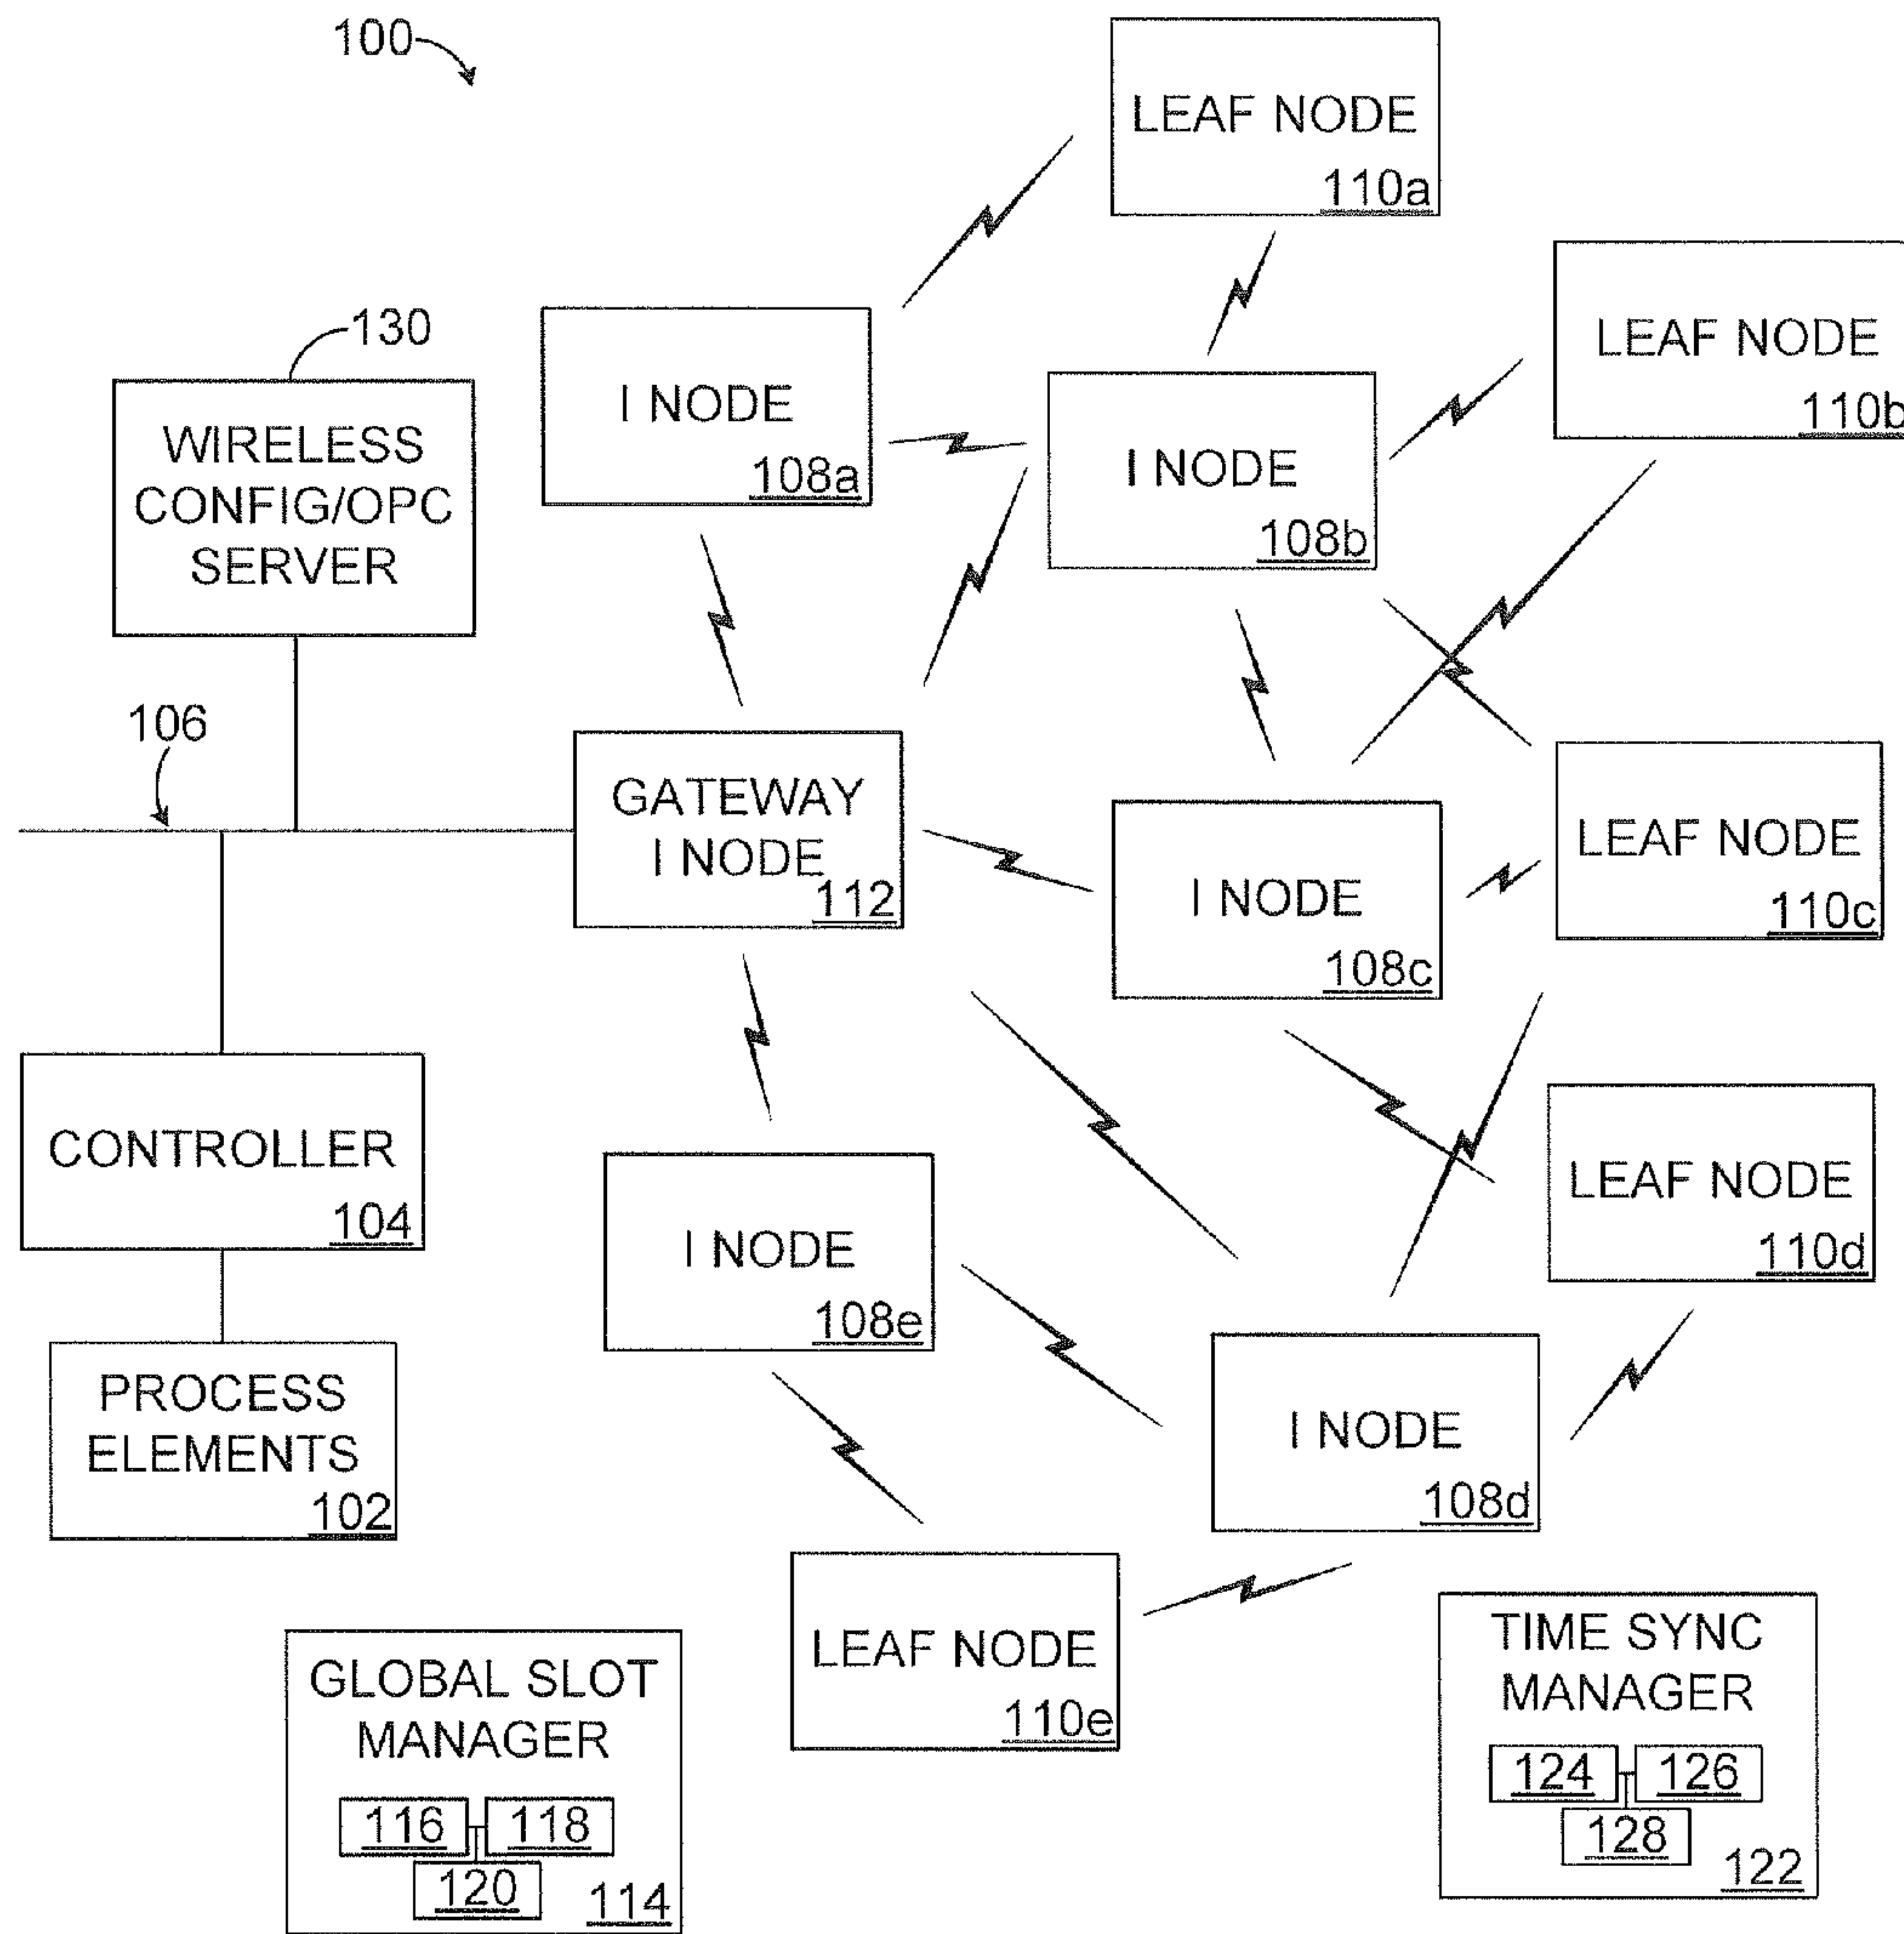 100
LEAF NODE
110a
LEAF NODE
110b
130
WIRELESS
CONFIG/OPC
SERVER
I NODE
108a
I NODE
108b
106
GATEWAY
I NODE
112
I NODE
108c
LEAF NODE
110c
CONTROLLER
104
I NODE
108e
LEAF NODE
110d
PROCESS
ELEMENTS
102
I NODE
108d
LEAF NODE
110e
GLOBAL SLOT
MANAGER
116
118
120
114
TIME SYNC
MANAGER
124
126
128
122